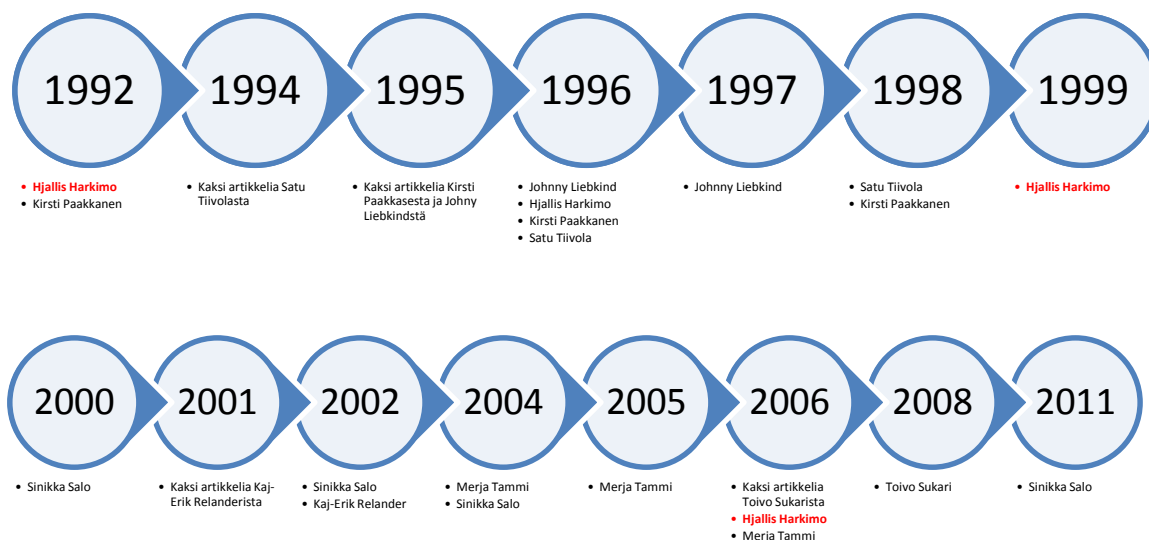 1992
1994
1995
1996
1997
1998
1999
• Hjallis Harkimo
• Kirsti Paakkanen
• Kaksi artikkelia Satu
Tiivolasta
• Kaksi artikkelia Kirsti
Paakkasesta ja Johny
Liebkindstä
• Johnny Liebkind
• Hjallis Harkimo
• Kirsti Paakkanen
• Satu Tiivola
• Johnny Liebkind
• Satu Tiivola
• Kirsti Paakkanen
• Hjallis Harkimo
2000
2001
2002
2004
2005
2006
2008
2011
• Sinikka Salo
• Kaksi artikkelia Kaj-
Erik Relanderista
• Sinikka Salo
• Kaj-Erik Relander
• Merja Tammi
• Sinikka Salo
• Merja Tammi
• Kaksi artikkelia
Toivo Sukarista
• Hjallis Harkimo
• Merja Tammi
• Toivo Sukari
• Sinikka Salo